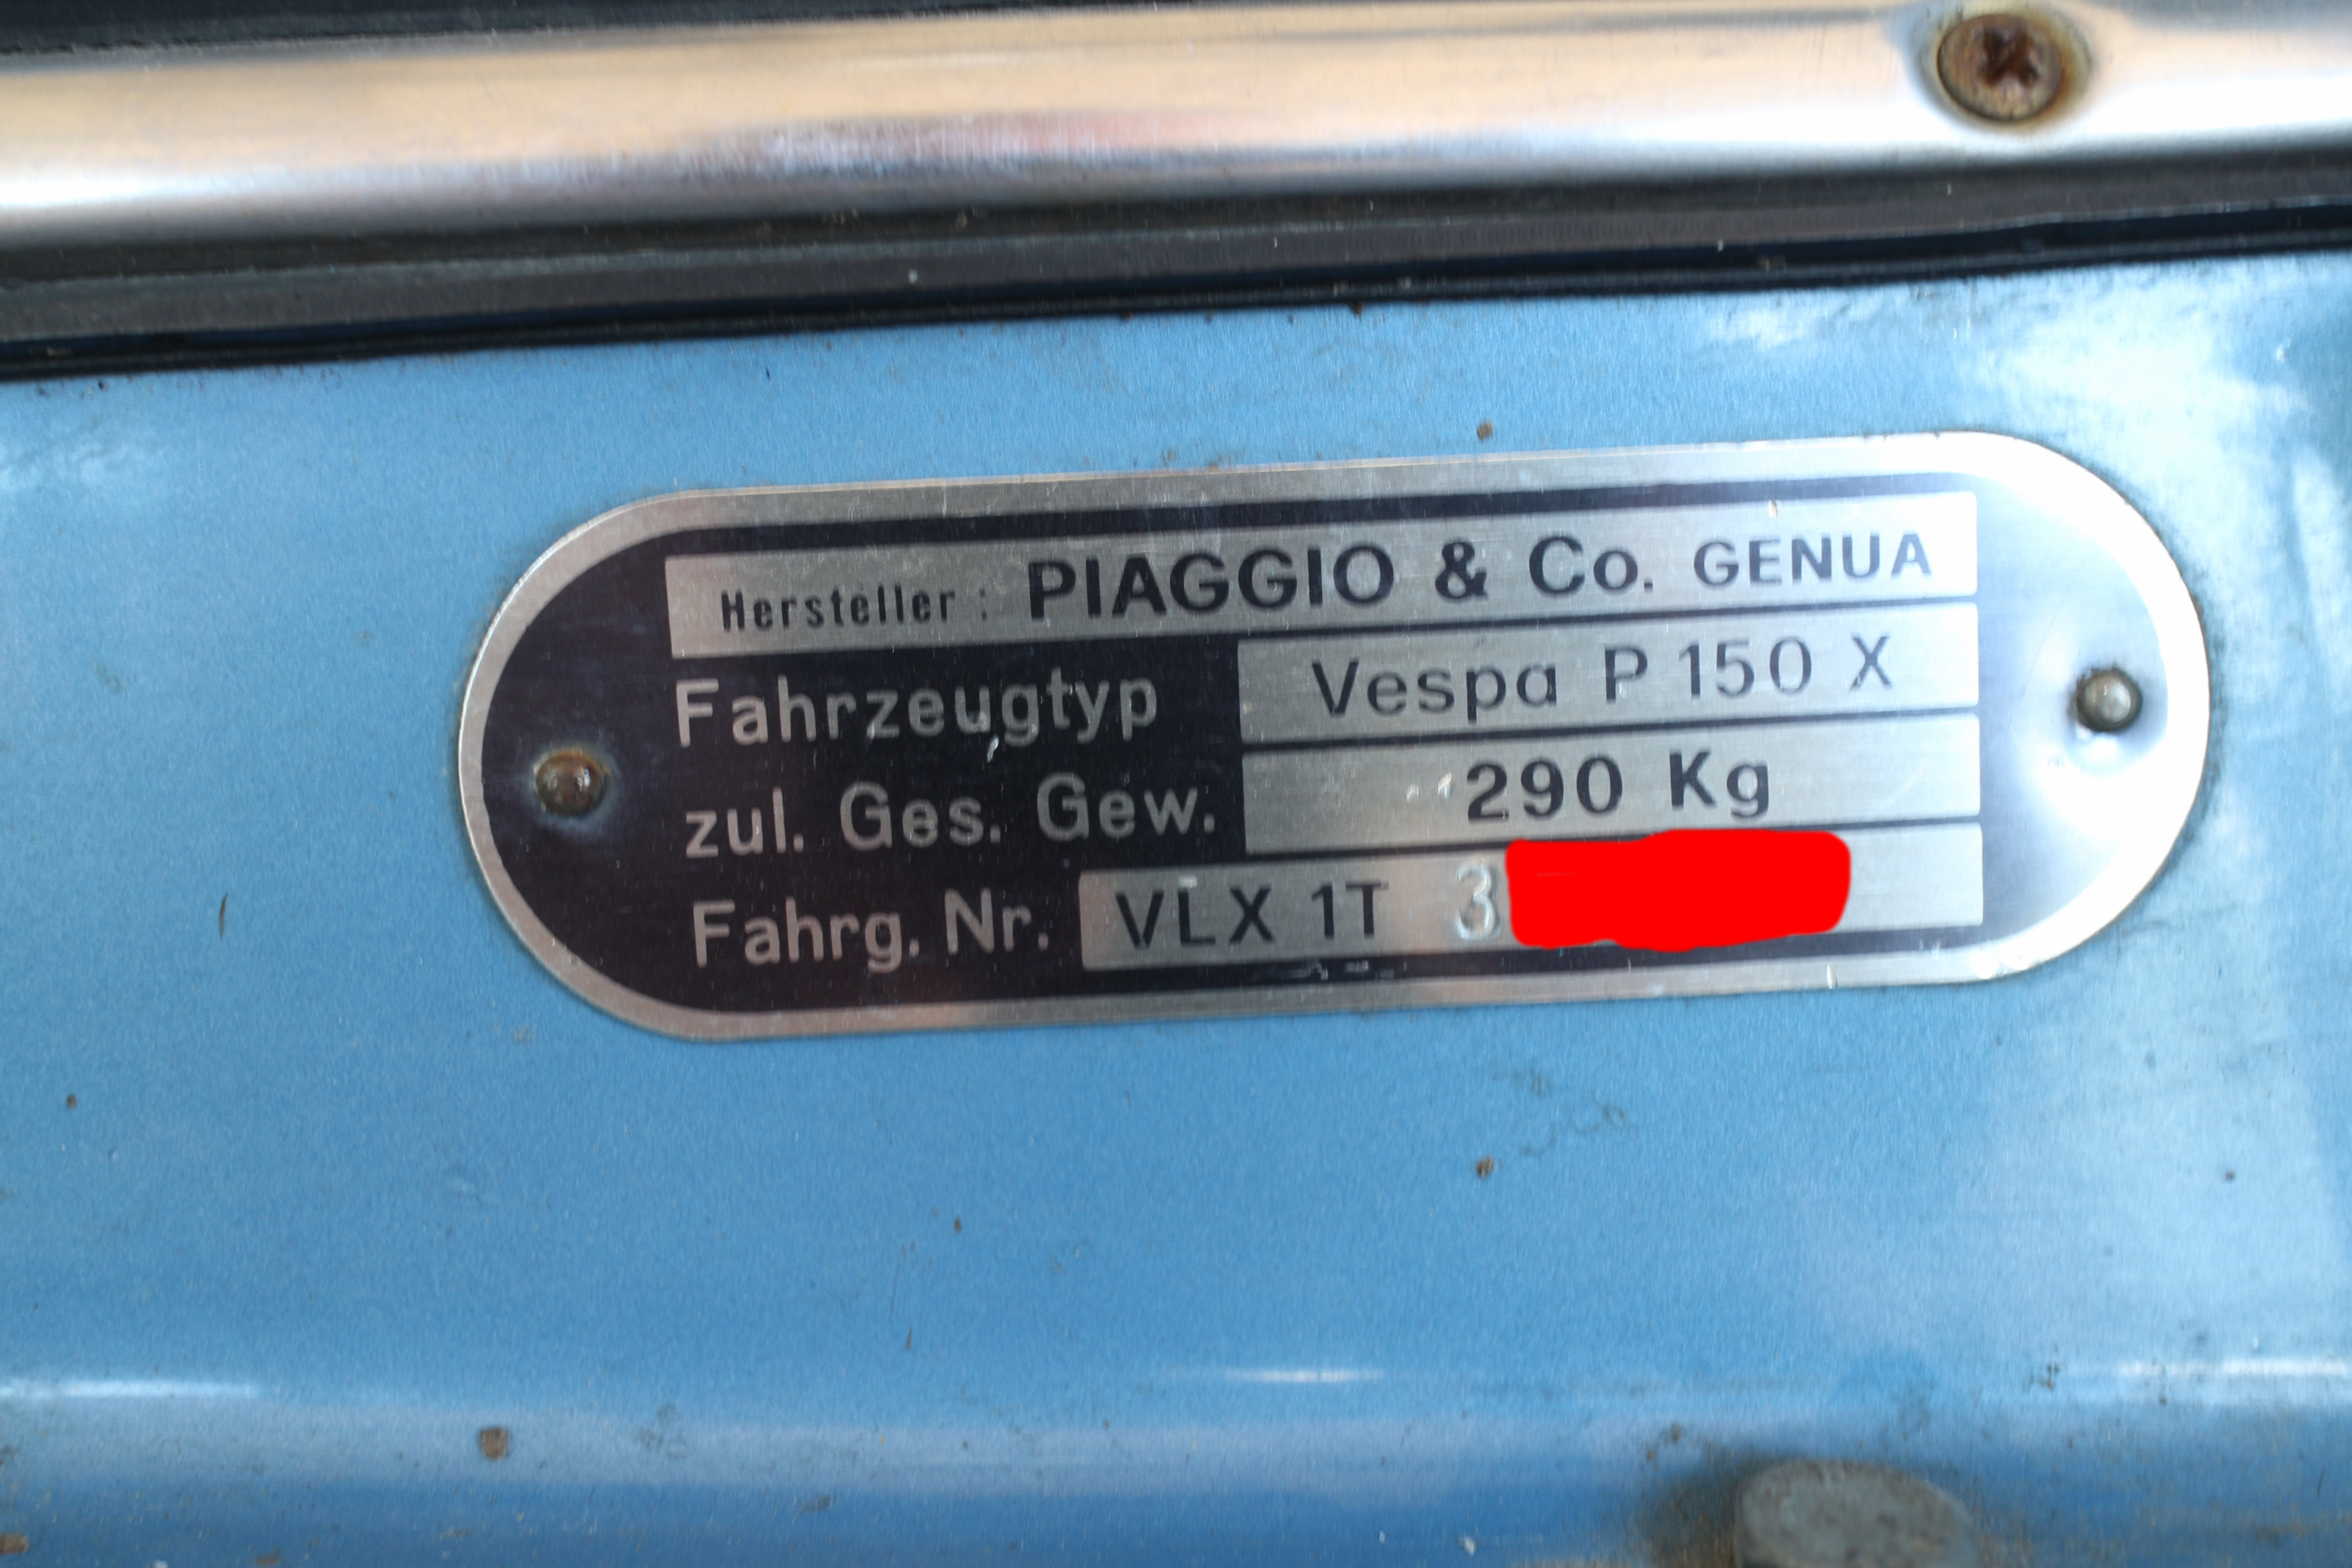 Hersteller: PIAGGIO & Co. GENUA
Fahrzeugtyp Vespa P 150 X
zul. Ges. Gew. 290 Kg
Fahrg. Nr. VLX 1T 3